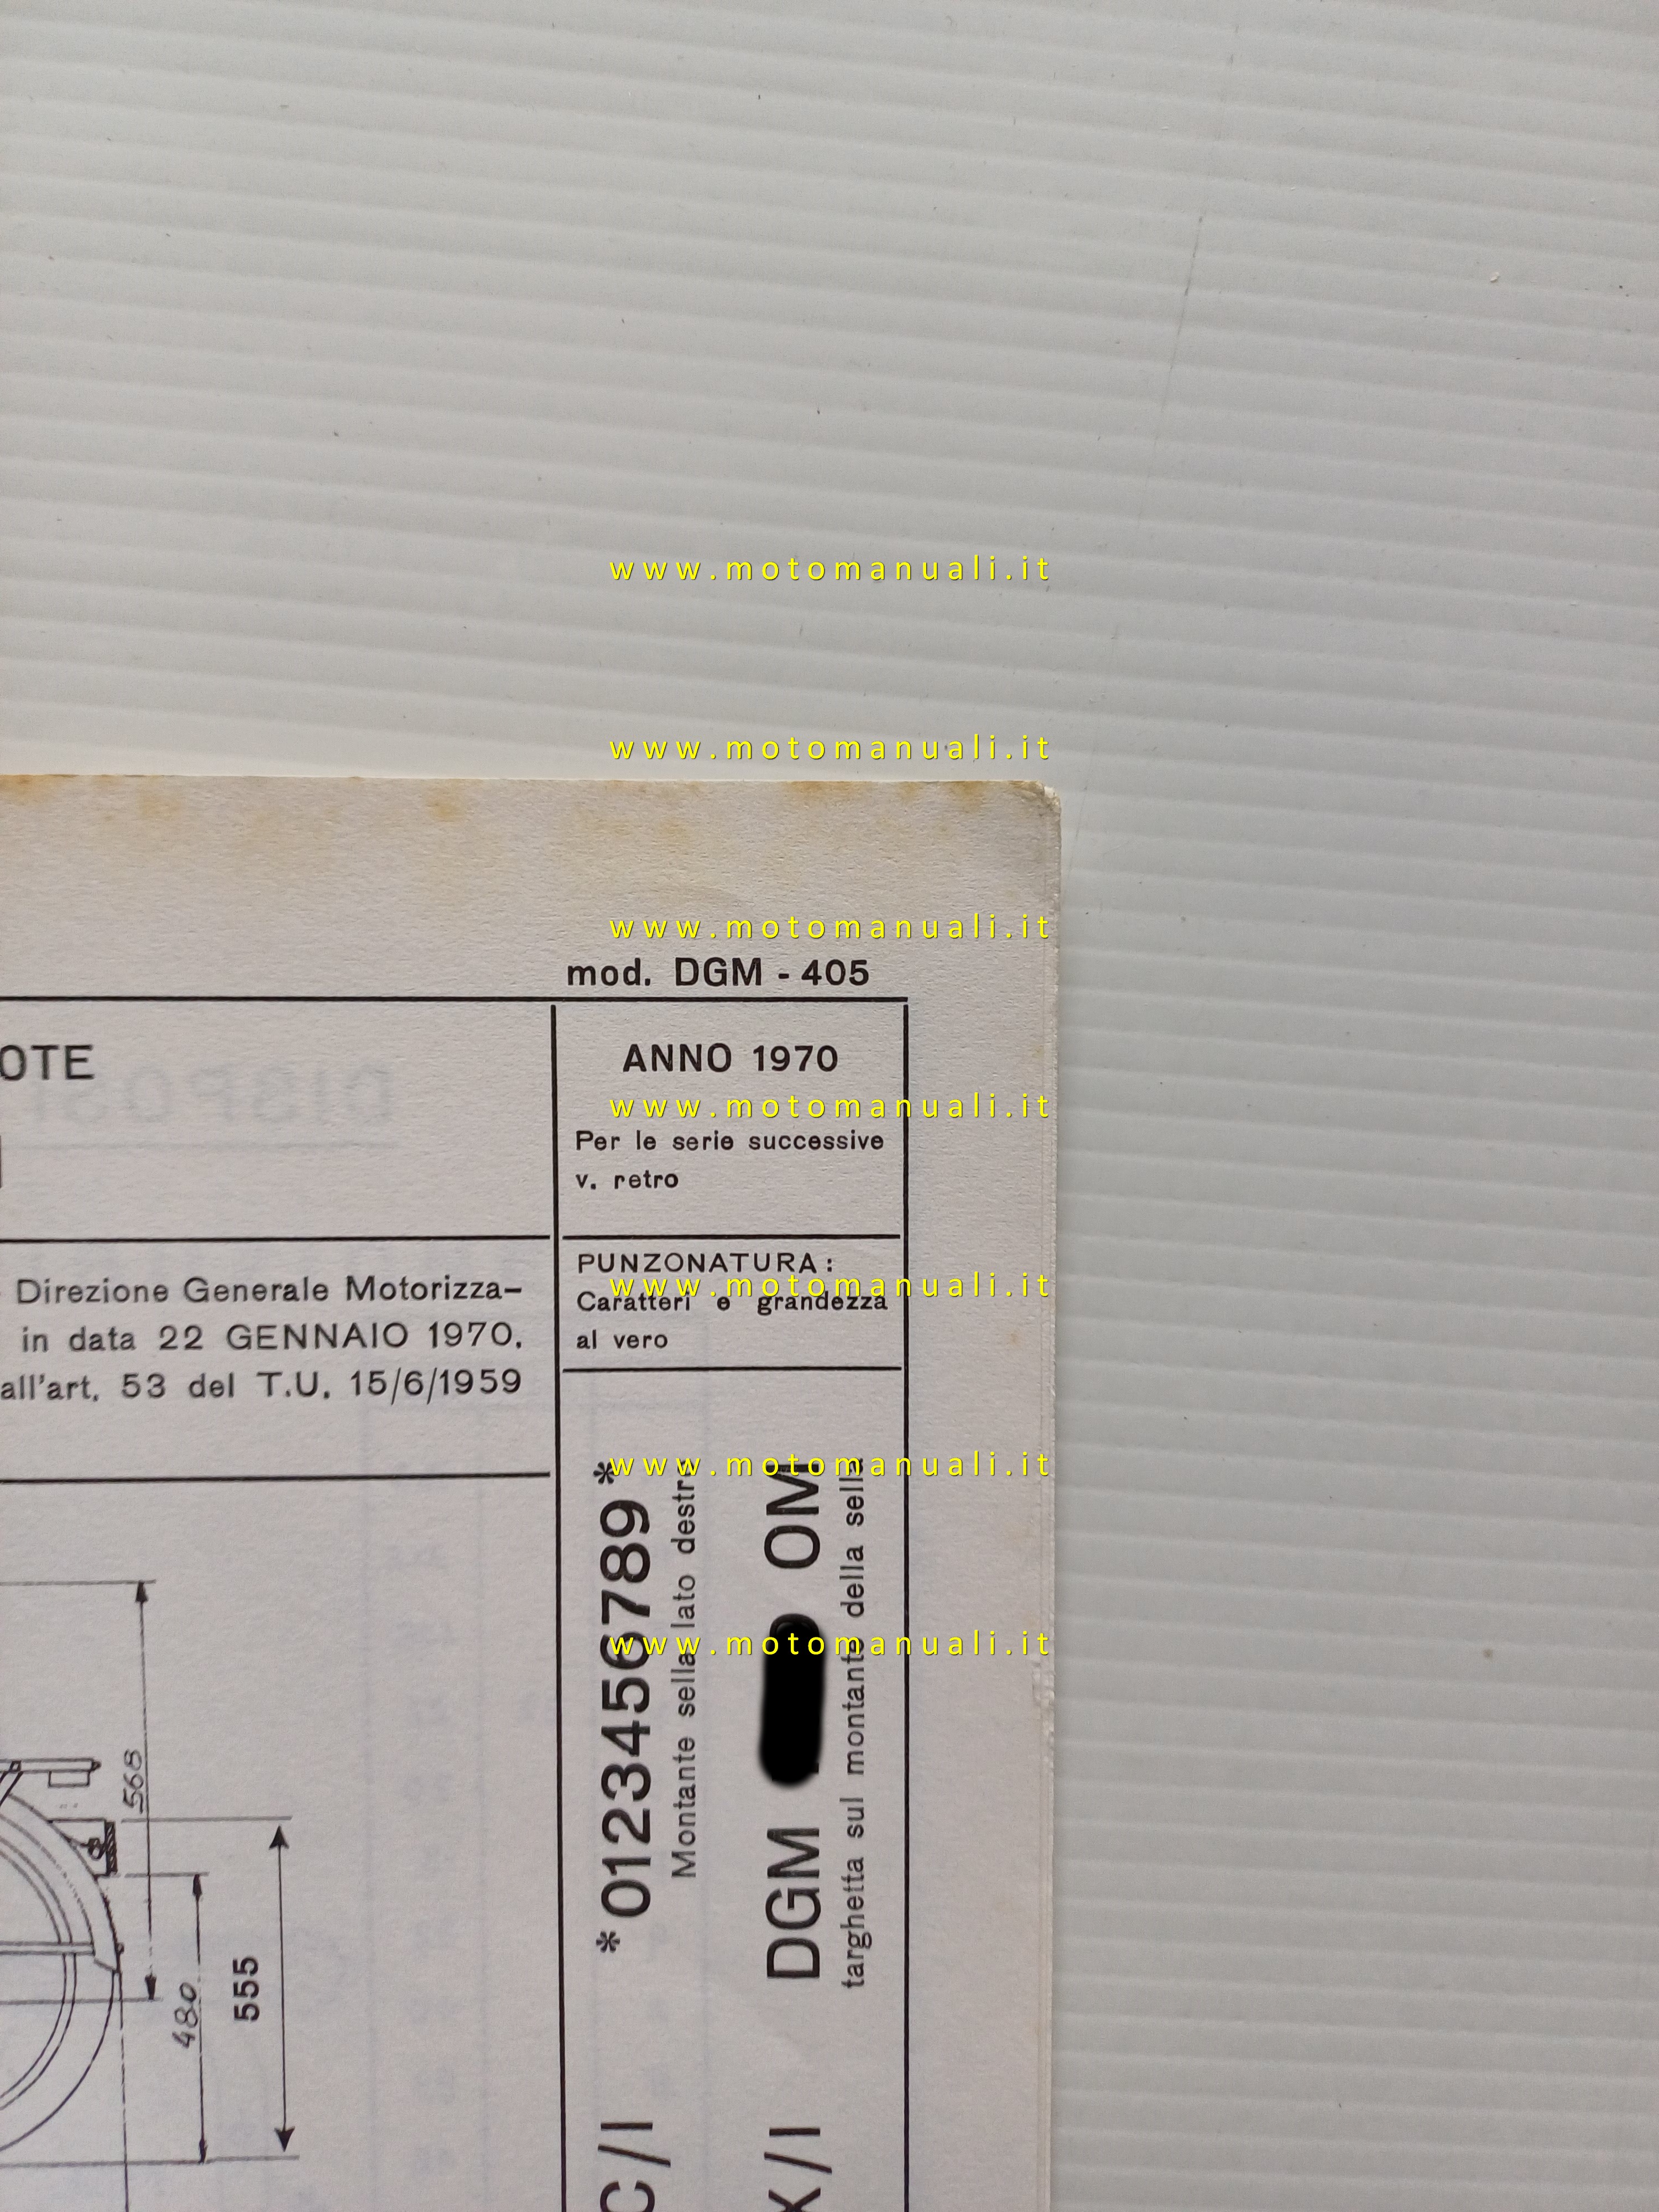 www.motomanuali.it
www.motomanuali.it
www.motomanuali.it
mod. DGM - 405
OTE
ANNO 1970
www.motomanuali.it
Per le serie successive
v. retro
Direzione Generale Motorizza-
in data 22 GENNAIO 1970.
all'art. 53 del T.U. 15/6/1959
PUNZONATURA:
www.motomanuali.it
Caratteri e grandezza
al vero
www.motomanuali.it
*0123456789*
Montante sella lato destro
DGM OM
targhetta sul montante della sella
www.motomanuali.it
568
480
555
C/I
X/I